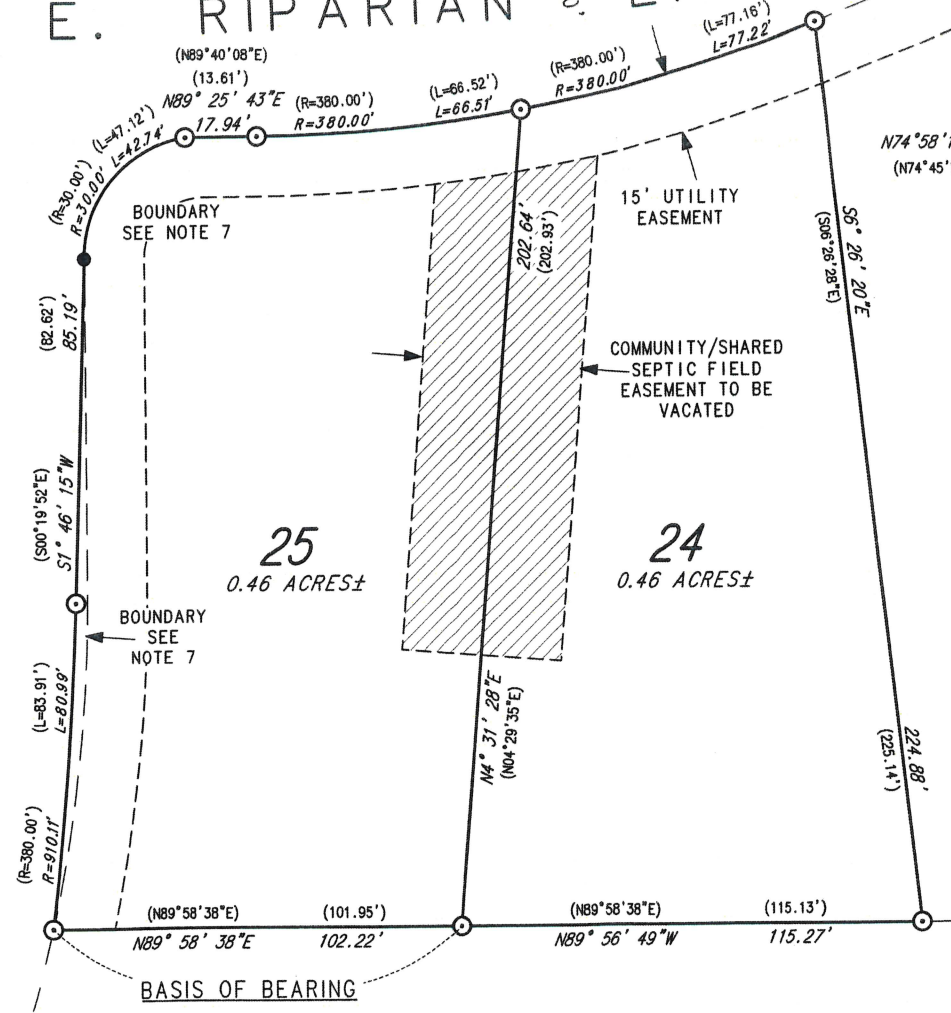 E. RIPARIAN
(N89°40'08"E)
(13.61')
N89° 25' 43"E
17.94'
(R=380.00')
R=380.00'
(L=66.52')
L=66.51'
(R=380.00')
R=380.00'
(L=77.16')
L=77.22'
(L=47.12')
L=42.74'
(R=30.00')
R=30.00'
BOUNDARY
SEE NOTE 7
15' UTILITY
EASEMENT
N74°58'1
(N74°45'
202.64'
(202.93')
S6° 26' 20"E
(S06°26'28"E)
(82.62')
85.19'
COMMUNITY/SHARED
SEPTIC FIELD
EASEMENT TO BE
VACATED
(S00°19'52"E)
S1° 46' 15"W
25
0.46 ACRES±
24
0.46 ACRES±
BOUNDARY
SEE
NOTE 7
(L=83.91')
L=80.99'
N4° 31' 28"E
(N04°29'35"E)
224.88'
(225.14')
(R=380.00')
R=910.11'
(N89°58'38"E)
(101.95')
N89° 58' 38"E
102.22'
(N89°58'38"E)
(115.13')
N89° 56' 49"W
115.27'
BASIS OF BEARING